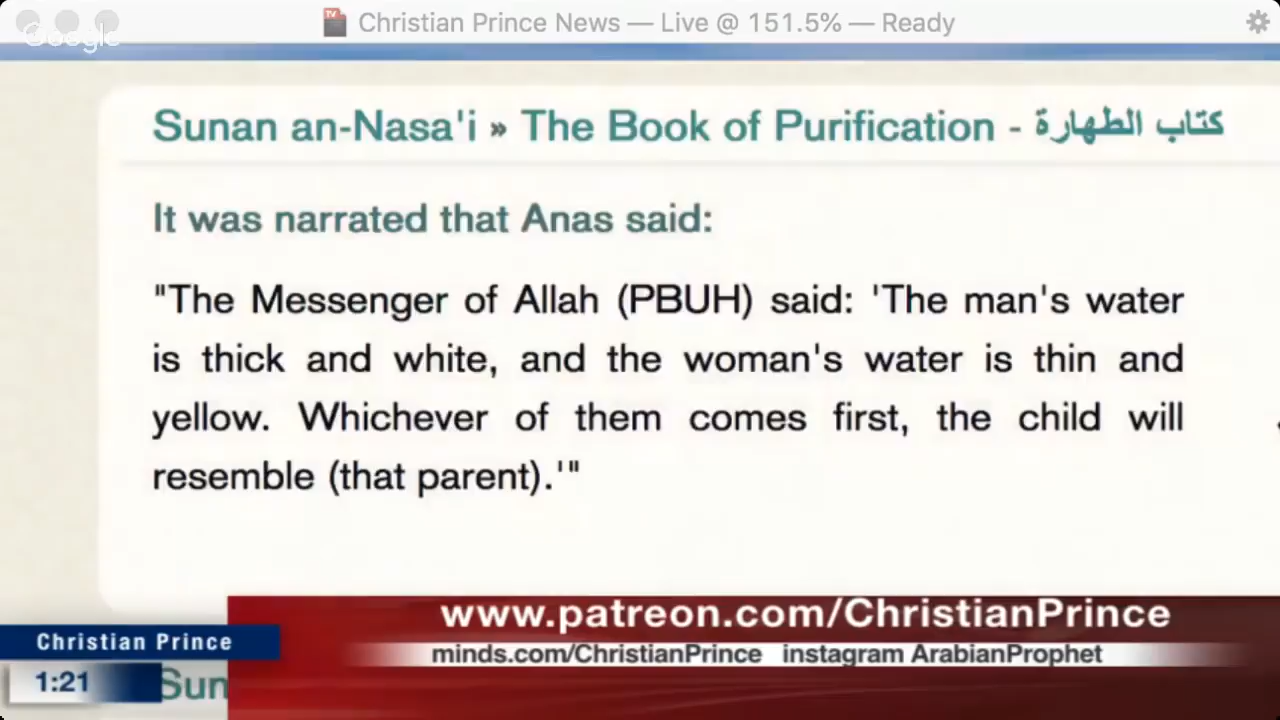 Christian Prince News — Live @ 151.5% — Ready
Google
Sunan an-Nasa'i » The Book of Purification - كتاب الطهارة
It was narrated that Anas said:
"The Messenger of Allah (PBUH) said: 'The man's water
is thick and white, and the woman's water is thin and
yellow. Whichever of them comes first, the child will
resemble (that parent).'"
www.patreon.com/ChristianPrince
Christian Prince
minds.com/ChristianPrince instagram ArabianProphet
1:21
Sun